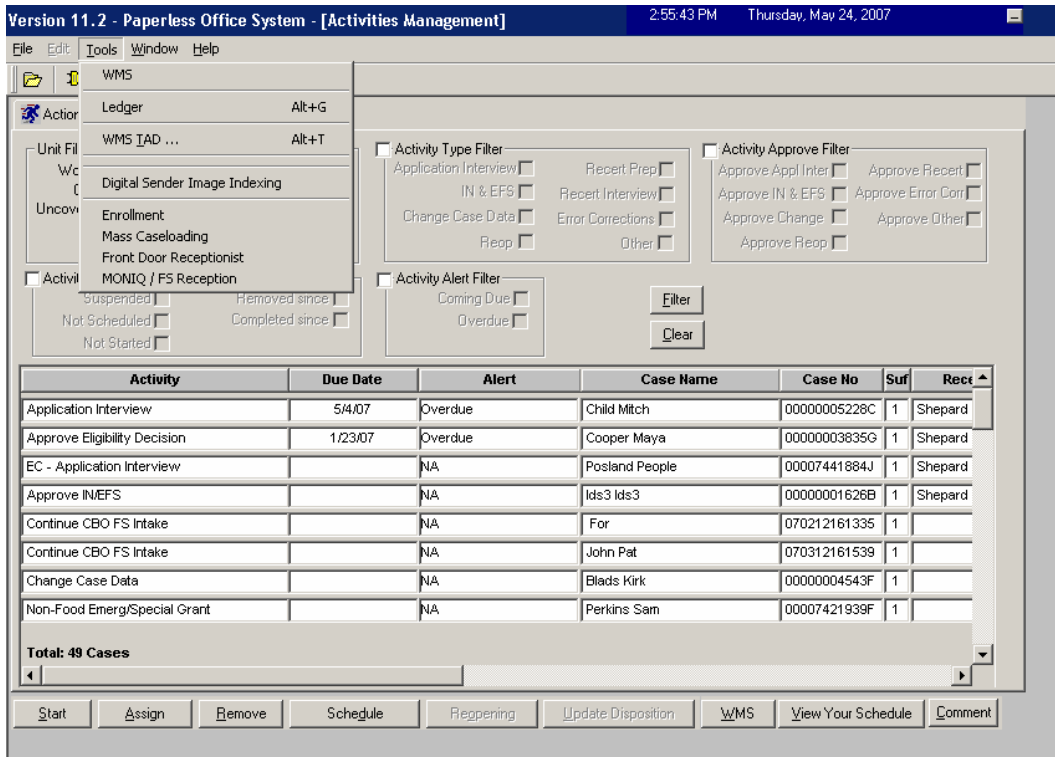 Version 11.2 - Paperless Office System - [Activities Management] 2:55:43 PM Thursday, May 24, 2007
File Edit Tools Window Help
WMS
Ledger Alt+G
WMS TAD ... Alt+T
Digital Sender Image Indexing
Enrollment
Mass Caseloading
Front Door Receptionist
MONIQ / FS Reception
Action
Unit Fil
Wo
Uncov
Activity Type Filter
Application Interview Recert Prep
IN & EFS Recert Interview
Change Case Data Error Corrections
Reop Other
Activity Approve Filter
Approve Appl Inter Approve Recert
Approve IN & EFS Approve Error Corr
Approve Change Approve Other
Approve Reop
Activi
Suspended Removed since
Not Scheduled Completed since
Not Started
Activity Alert Filter
Coming Due
Overdue
Filter
Clear
Activity Due Date Alert Case Name Case No Suf Rece
Application Interview 5/4/07 Overdue Child Mitch 00000005228C 1 Shepard
Approve Eligibility Decision 1/23/07 Overdue Cooper Maya 00000003835G 1 Shepard
EC - Application Interview NA Posland People 00007441884J 1 Shepard
Approve IN/EFS NA Ids3 Ids3 00000001626B 1 Shepard
Continue CBO FS Intake NA For 070212161335 1
Continue CBO FS Intake NA John Pat 070312161539 1
Change Case Data NA Blads Kirk 00000004543F 1
Non-Food Emerg/Special Grant NA Perkins Sam 00007421939F 1
Total: 49 Cases
Start Assign Remove Schedule Reopening Update Disposition WMS View Your Schedule Comment